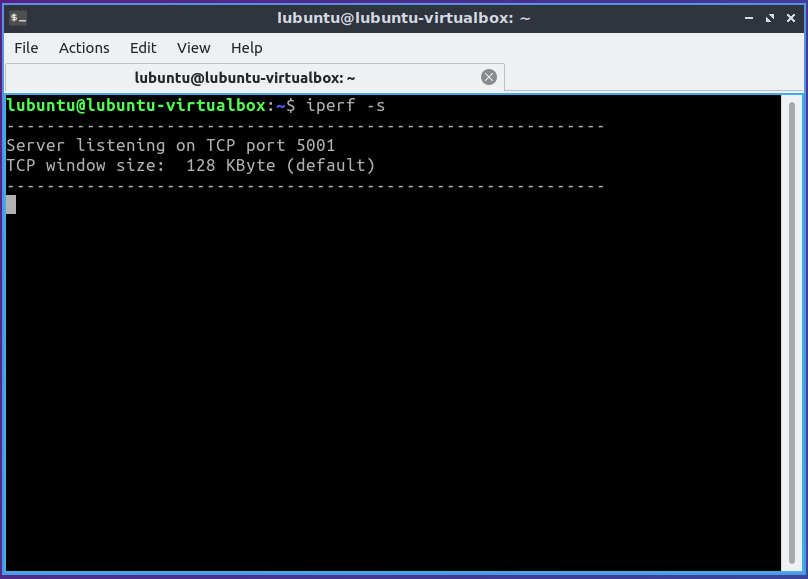 lubuntu@lubuntu-virtualbox: ~
File Actions Edit View Help
lubuntu@lubuntu-virtualbox: ~
lubuntu@lubuntu-virtualbox:~$ iperf -s
------------------------------------------------------------
Server listening on TCP port 5001
TCP window size:  128 KByte (default)
------------------------------------------------------------